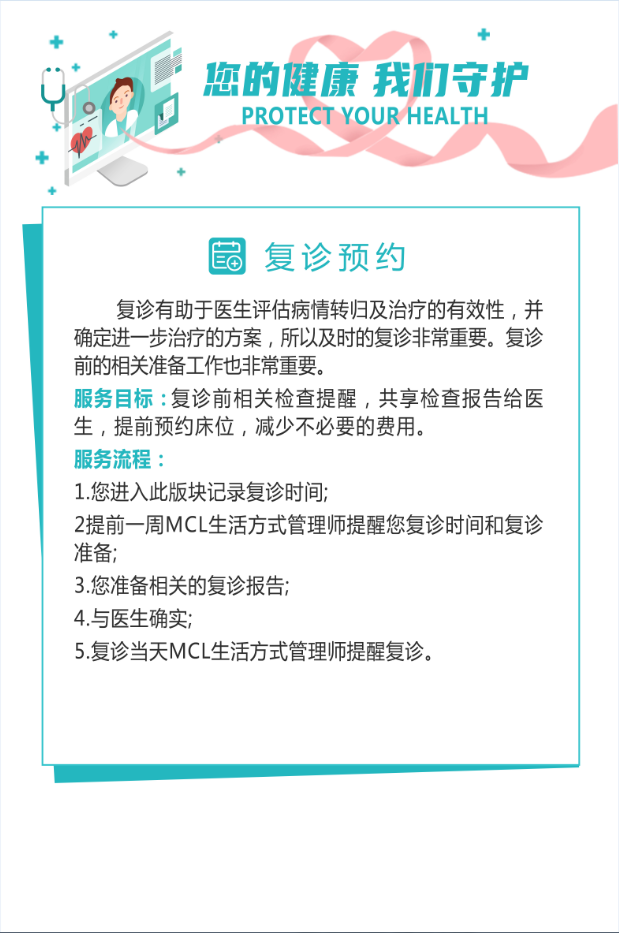 您的健康 我们守护
PROTECT YOUR HEALTH
复诊预约
复诊有助于医生评估病情转归及治疗的有效性，并
确定进一步治疗的方案，所以及时的复诊非常重要。复诊
前的相关准备工作也非常重要。
服务目标：复诊前相关检查提醒，共享检查报告给医
生，提前预约床位，减少不必要的费用。
服务流程：
1.您进入此版块记录复诊时间;
2提前一周MCL生活方式管理师提醒您复诊时间和复诊
准备;
3.您准备相关的复诊报告;
4.与医生确实;
5.复诊当天MCL生活方式管理师提醒复诊。